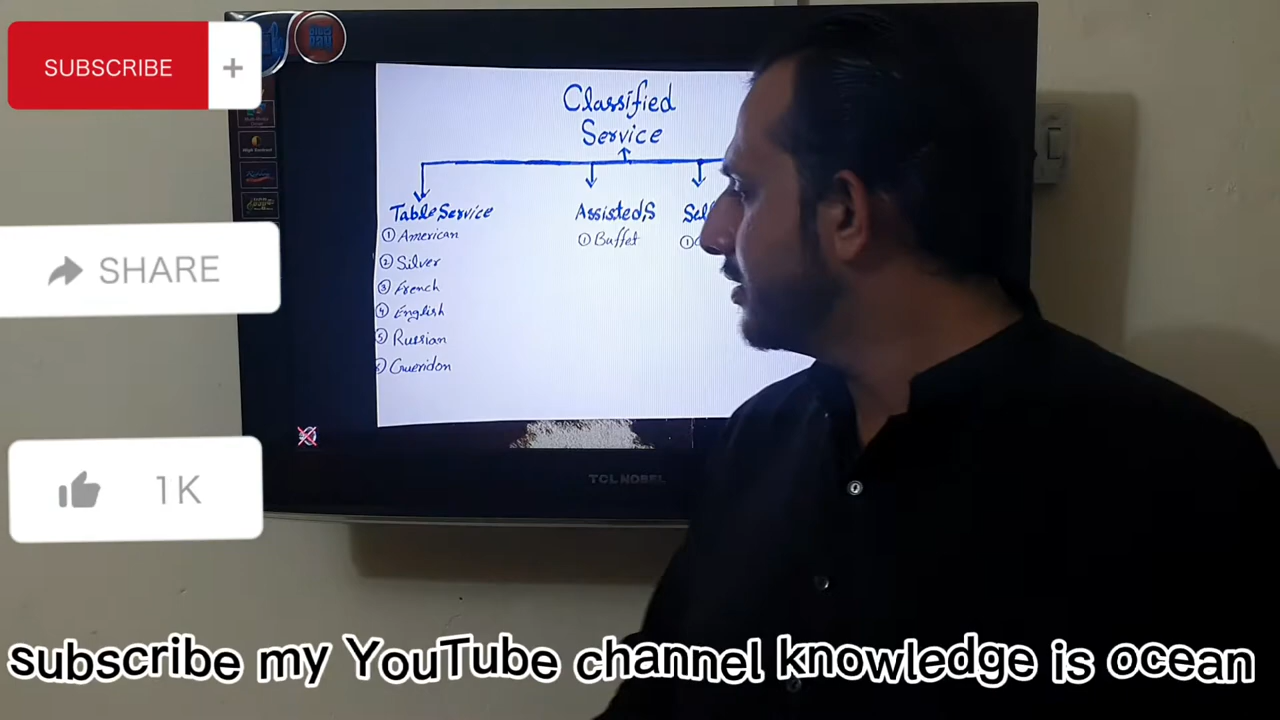 SUBSCRIBE +
SHARE
1K
Classified
Service
Table Service
① American
② Silver
③ French
④ English
⑤ Russian
Gueridon
Assisted,S
① Buffet
①
TCL NOBEL
subscribe my YouTube channel knowledge is ocean